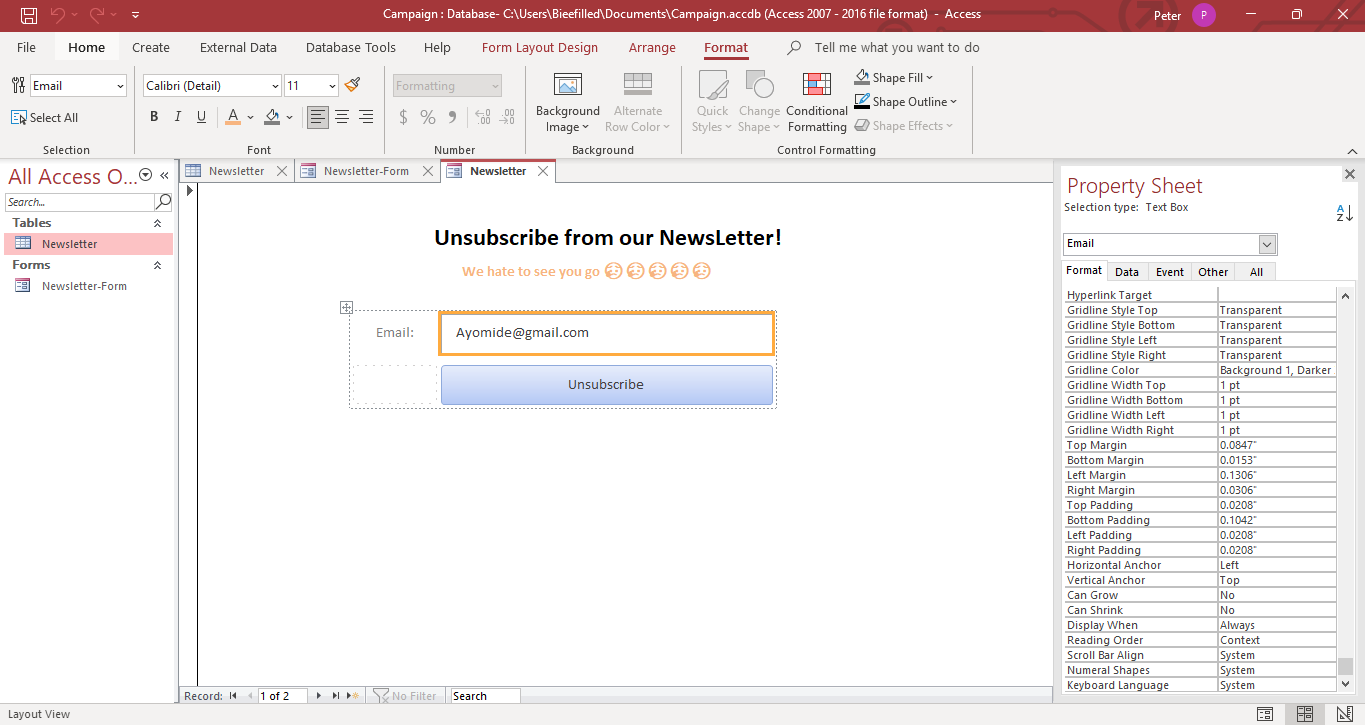 Campaign : Database- C:\Users\Bieefilled\Documents\Campaign.accdb (Access 2007 - 2016 file format) - Access
Peter
P
File Home Create External Data Database Tools Help Form Layout Design Arrange Format Tell me what you want to do
Email
Select All
Selection
Calibri (Detail) 11
B I U A
Font
Formatting
$ % 9 .00 .00
Number
Background Image
Alternate Row Color
Background
Quick Styles
Change Shape
Conditional Formatting
Shape Fill
Shape Outline
Shape Effects
Control Formatting
All Access O...
Search...
Tables
Newsletter
Forms
Newsletter-Form
Newsletter Newsletter-Form Newsletter
Unsubscribe from our NewsLetter!
We hate to see you go
Email: Ayomide@gmail.com
Unsubscribe
Property Sheet
Selection type: Text Box
A
Z
Email
Format Data Event Other All
Hyperlink Target
Gridline Style Top Transparent
Gridline Style Bottom Transparent
Gridline Style Left Transparent
Gridline Style Right Transparent
Gridline Color Background 1, Darker
Gridline Width Top 1 pt
Gridline Width Bottom 1 pt
Gridline Width Left 1 pt
Gridline Width Right 1 pt
Top Margin 0.0847"
Bottom Margin 0.0153"
Left Margin 0.1306"
Right Margin 0.0306"
Top Padding 0.0208"
Bottom Padding 0.1042"
Left Padding 0.0208"
Right Padding 0.0208"
Horizontal Anchor Left
Vertical Anchor Top
Can Grow No
Can Shrink No
Display When Always
Reading Order Context
Scroll Bar Align System
Numeral Shapes System
Keyboard Language System
Record: 1 of 2 No Filter Search
Layout View